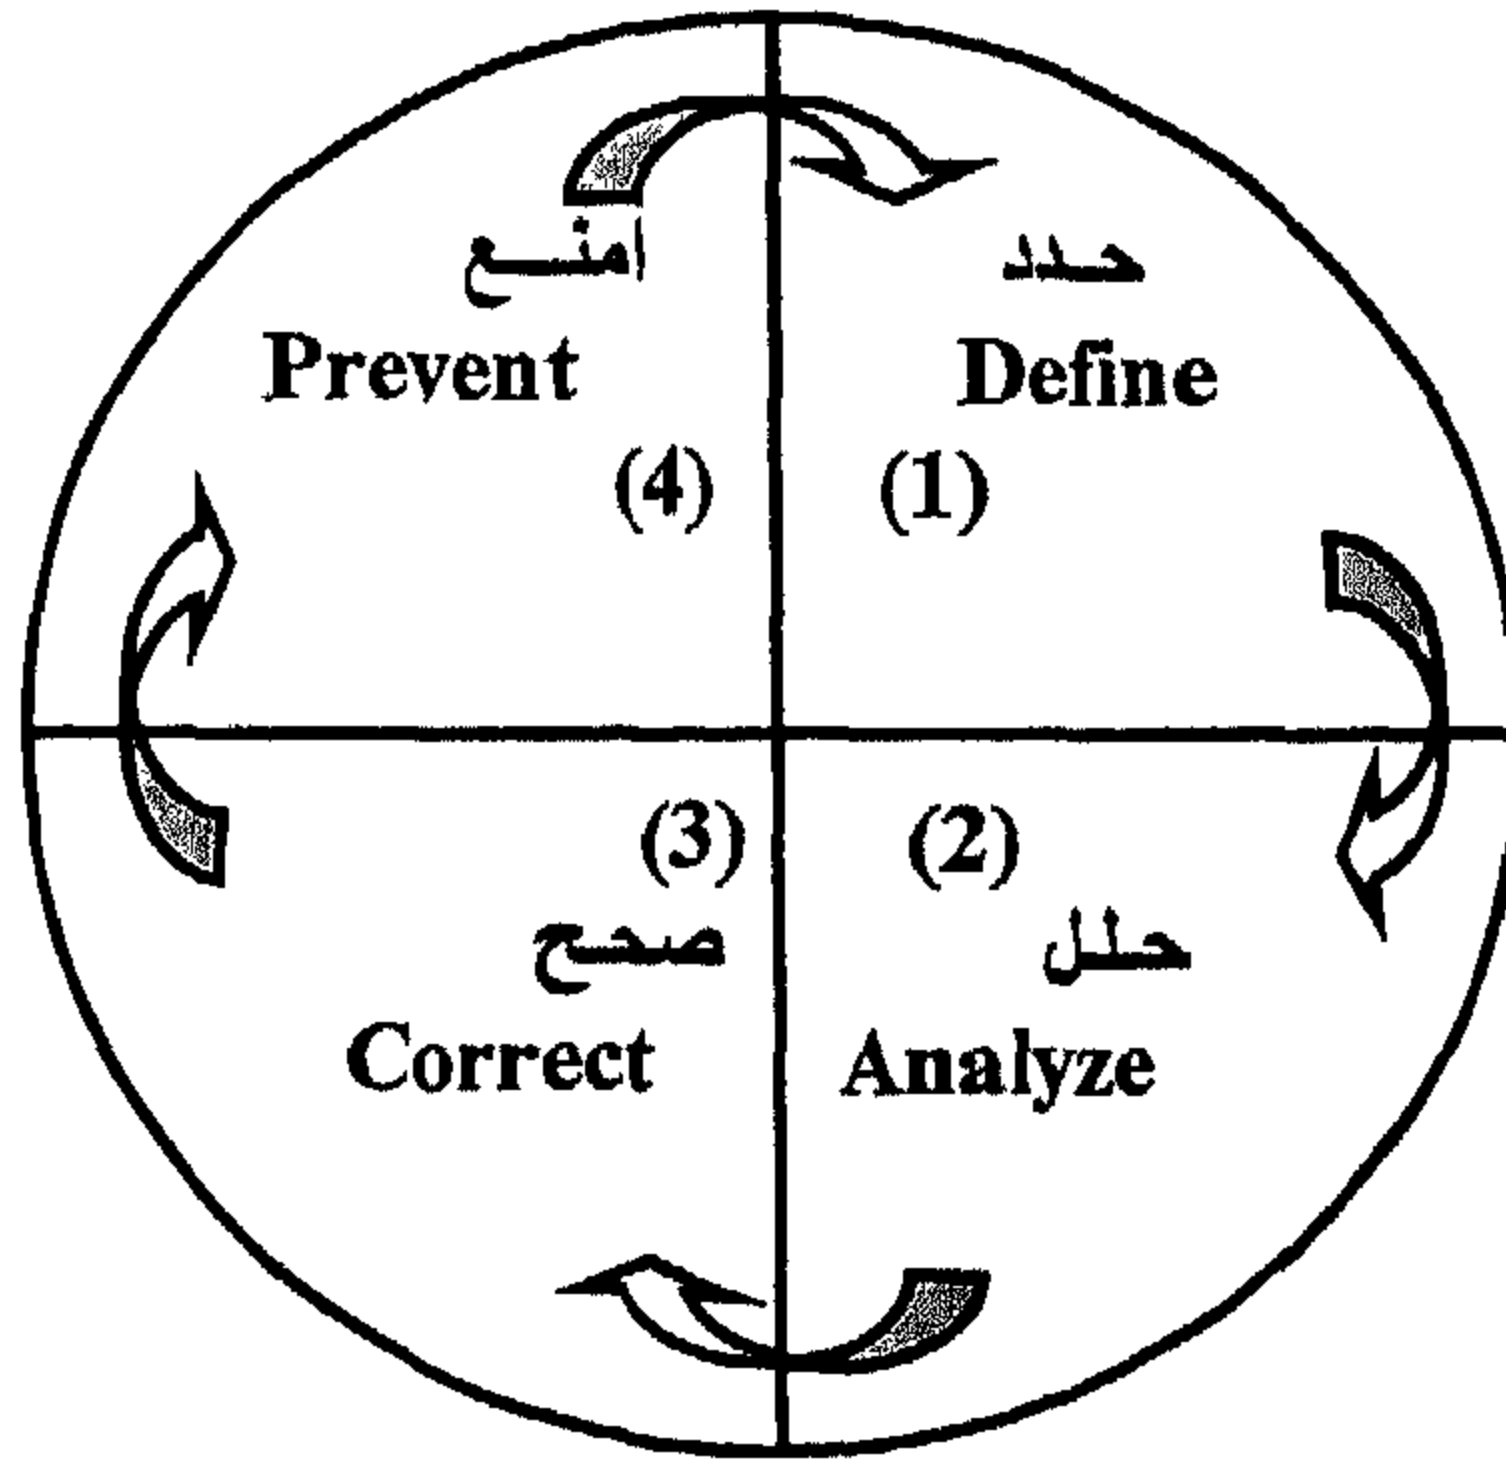 حدد
Define
(1)
(2)
حلل
Analyze
(3)
صحح
Correct
امنع
Prevent
(4)